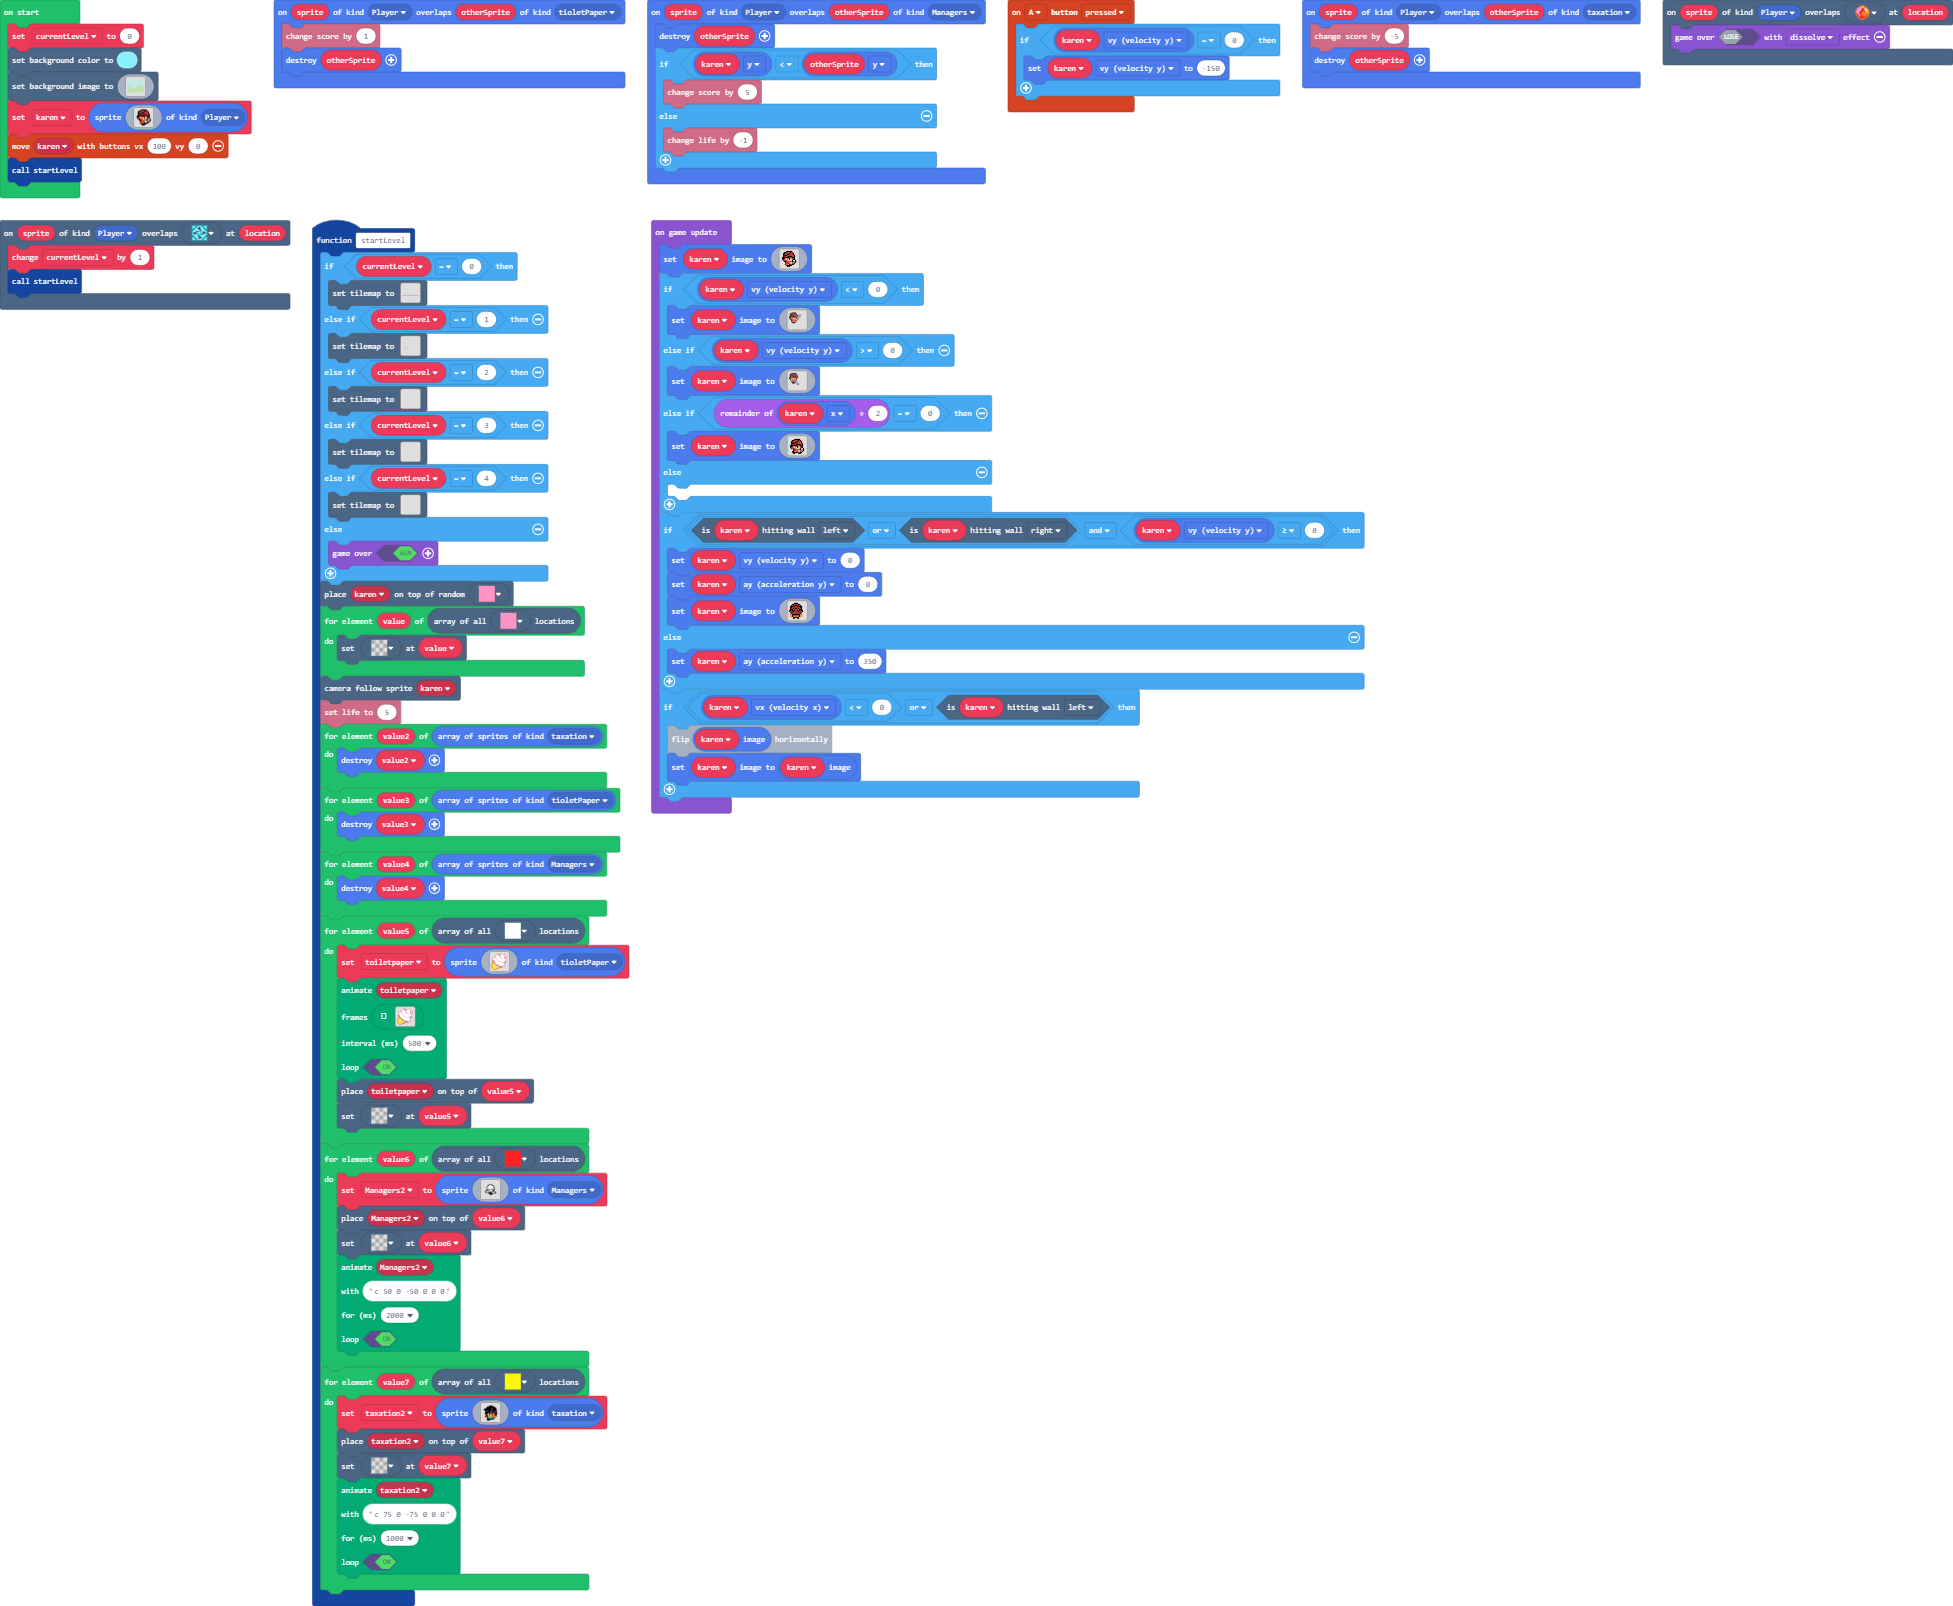 on start
set currentLevel to 0
set background color to
set background image to
set karen to sprite of kind Player
move karen with buttons vx 100 vy 0
call startLevel
on sprite of kind Player overlaps otherSprite of kind tioletPaper
change score by 1
destroy otherSprite
on sprite of kind Player overlaps otherSprite of kind Managers
destroy otherSprite
if karen y < otherSprite y then
change score by 5
else
change life by -1
on A button pressed
if karen vy (velocity y) = 0 then
set karen vy (velocity y) to -150
on sprite of kind Player overlaps otherSprite of kind taxation
change score by -5
destroy otherSprite
on sprite of kind Player overlaps at location
game over LOSE with dissolve effect
on sprite of kind Player overlaps at location
change currentLevel by 1
call startLevel
function startLevel
if currentLevel = 0 then
set tilemap to
else if currentLevel = 1 then
set tilemap to
else if currentLevel = 2 then
set tilemap to
else if currentLevel = 3 then
set tilemap to
else if currentLevel = 4 then
set tilemap to
else
game over WIN
place karen on top of random
for element value of array of all locations
do set at value
camera follow sprite karen
set life to 5
for element value2 of array of sprites of kind taxation
do destroy value2
for element value3 of array of sprites of kind tioletPaper
do destroy value3
for element value4 of array of sprites of kind Managers
do destroy value4
for element value5 of array of all locations
do set toiletpaper to sprite of kind tioletPaper
animate toiletpaper
frames
interval (ms) 500
loop ON
place toiletpaper on top of value5
set at value5
for element value6 of array of all locations
do set Managers2 to sprite of kind Managers
place Managers2 on top of value6
set at value6
animate Managers2
with "c 50 0 -50 0 0 0"
for (ms) 2000
loop ON
for element value7 of array of all locations
do set taxation2 to sprite of kind taxation
place taxation2 on top of value7
set at value7
animate taxation2
with "c 75 0 -75 0 0 0"
for (ms) 1000
loop ON
on game update
set karen image to
if karen vy (velocity y) < 0 then
set karen image to
else if karen vy (velocity y) > 0 then
set karen image to
else if remainder of karen x ÷ 2 = 0 then
set karen image to
else
if is karen hitting wall left or is karen hitting wall right and karen vy (velocity y) ≥ 0 then
set karen vy (velocity y) to 0
set karen ay (acceleration y) to 0
set karen image to
else
set karen ay (acceleration y) to 350
if karen vx (velocity x) < 0 or is karen hitting wall left then
flip karen image horizontally
set karen image to karen image